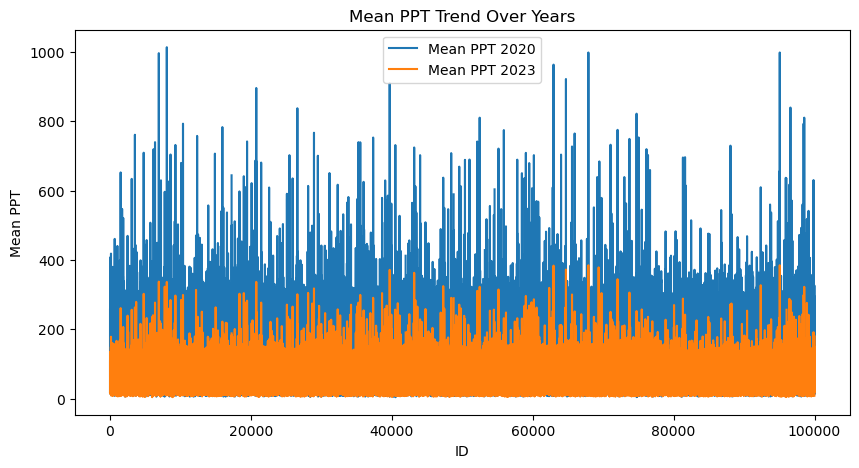 Mean PPT Trend Over Years
Mean PPT 2020
Mean PPT 2023
Mean PPT
1000
800
600
400
200
0
0 20000 40000 60000 80000 100000
ID